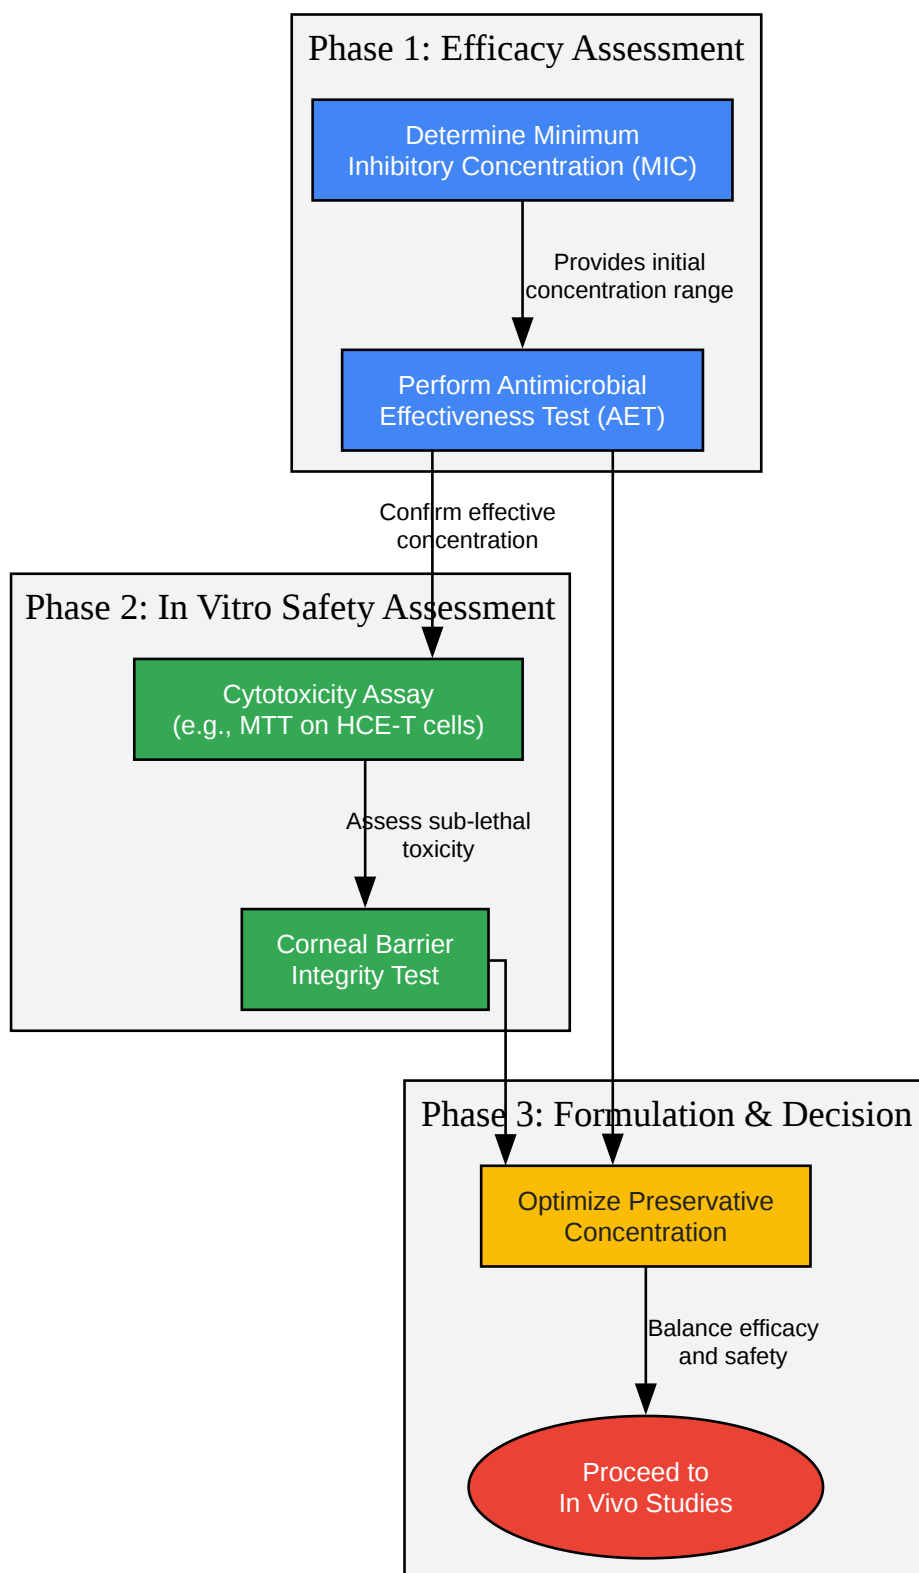 Phase 1: Efficacy Assessment
Determine Minimum
Inhibitory Concentration (MIC)
Provides initial
concentration range
Perform Antimicrobial
Effectiveness Test (AET)
Confirm effective
concentration
Phase 2: In Vitro Safety Assessment
Cytotoxicity Assay
(e.g., MTT on HCE-T cells)
Assess sub-lethal
toxicity
Corneal Barrier
Integrity Test
Phase 3: Formulation & Decision
Optimize Preservative
Concentration
Balance efficacy
and safety
Proceed to
In Vivo Studies